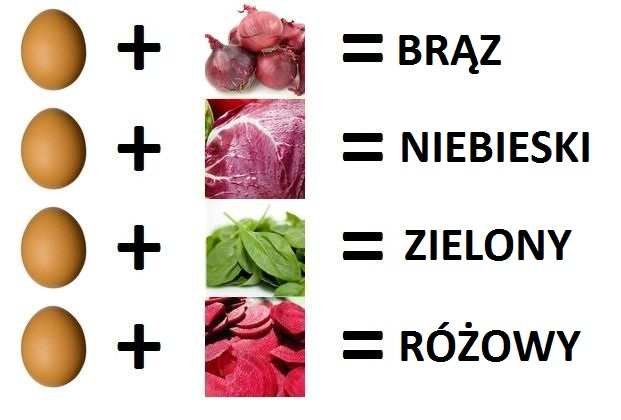 + = BRĄZ
+ = NIEBIESKI
+ = ZIELONY
+ = RÓŻOWY